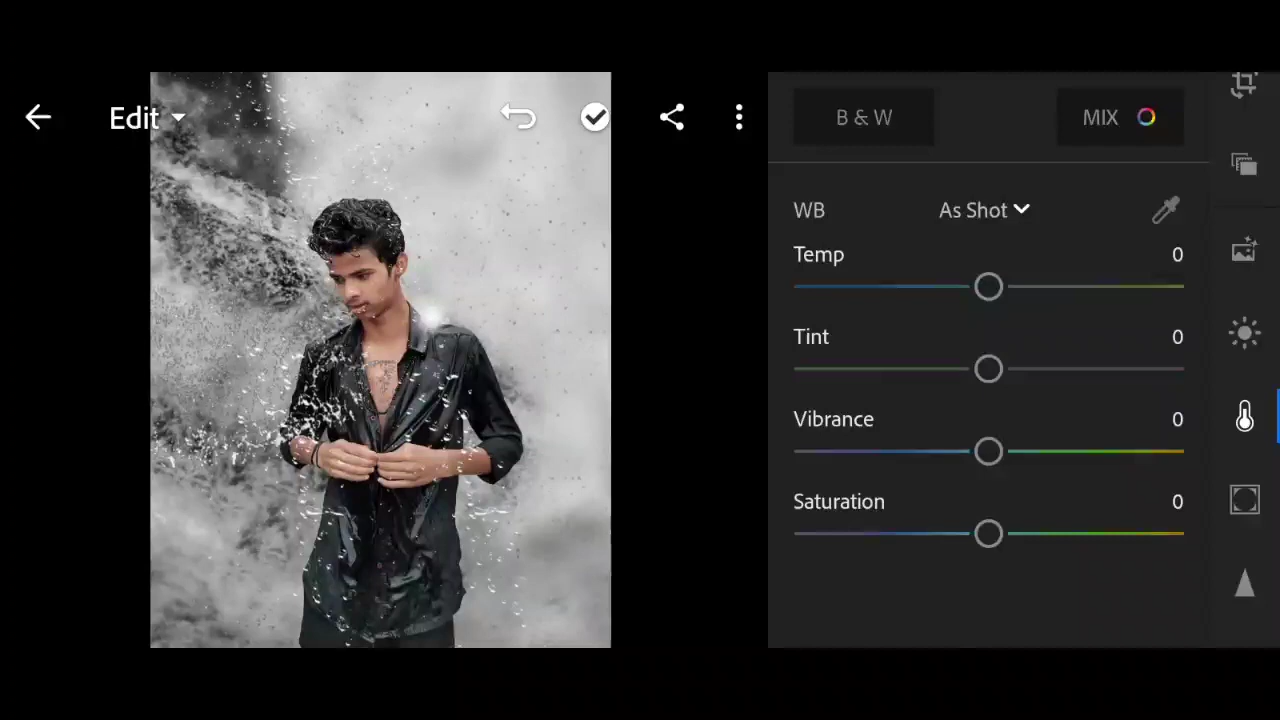 Edit
B & W
MIX
WB
As Shot
Temp
0
Tint
0
Vibrance
0
Saturation
0